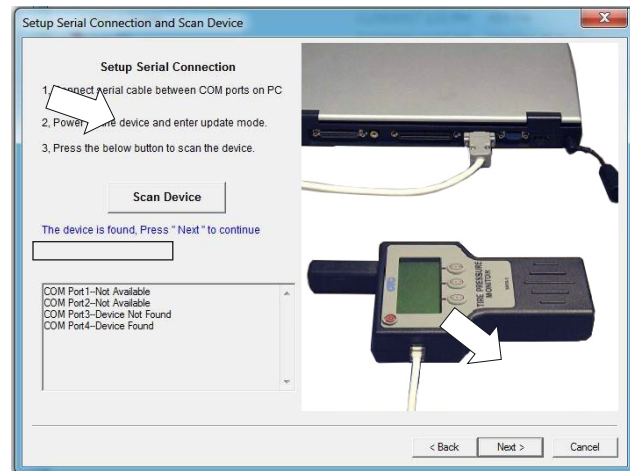 Setup Serial Connection and Scan Device
Setup Serial Connection
1, Connect serial cable between COM ports on PC
2, Power device and enter update mode.
3, Press the below button to scan the device.
Scan Device
The device is found, Press " Next " to continue
COM Port1--Not Available
COM Port2--Not Available
COM Port3--Device Not Found
COM Port4--Device Found
TIRE PRESSURE
MONITOR
< Back
Next >
Cancel